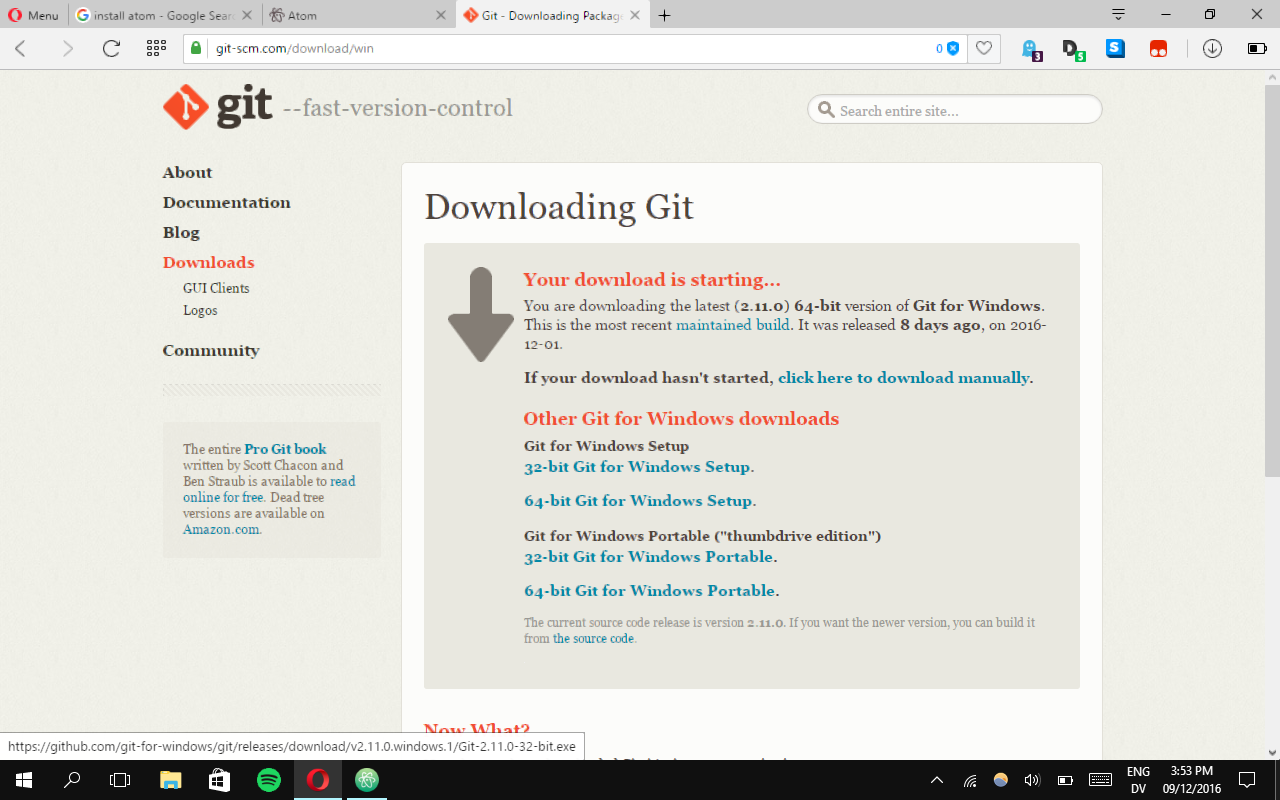 Menu
install atom - Google Sear
Atom
Git - Downloading Package
git-scm.com/download/win
0
3
D
5
S
git --fast-version-control
Search entire site...
About
Documentation
Blog
Downloads
GUI Clients
Logos
Community
The entire Pro Git book
written by Scott Chacon and
Ben Straub is available to read
online for free. Dead tree
versions are available on
Amazon.com.
Downloading Git
Your download is starting...
You are downloading the latest (2.11.0) 64-bit version of Git for Windows.
This is the most recent maintained build. It was released 8 days ago, on 2016-
12-01.
If your download hasn't started, click here to download manually.
Other Git for Windows downloads
Git for Windows Setup
32-bit Git for Windows Setup.
64-bit Git for Windows Setup.
Git for Windows Portable ("thumbdrive edition")
32-bit Git for Windows Portable.
64-bit Git for Windows Portable.
The current source code release is version 2.11.0. If you want the newer version, you can build it
from the source code.
Now What?
https://github.com/git-for-windows/git/releases/download/v2.11.0.windows.1/Git-2.11.0-32-bit.exe
ENG
DV
3:53 PM
09/12/2016